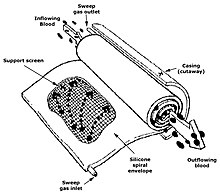 Sweep
gas outlet
Inflowing
Blood
Support screen
Casing
(cutaway)
Silicone
spiral
envelope
Outflowing
blood
Sweep
gas inlet